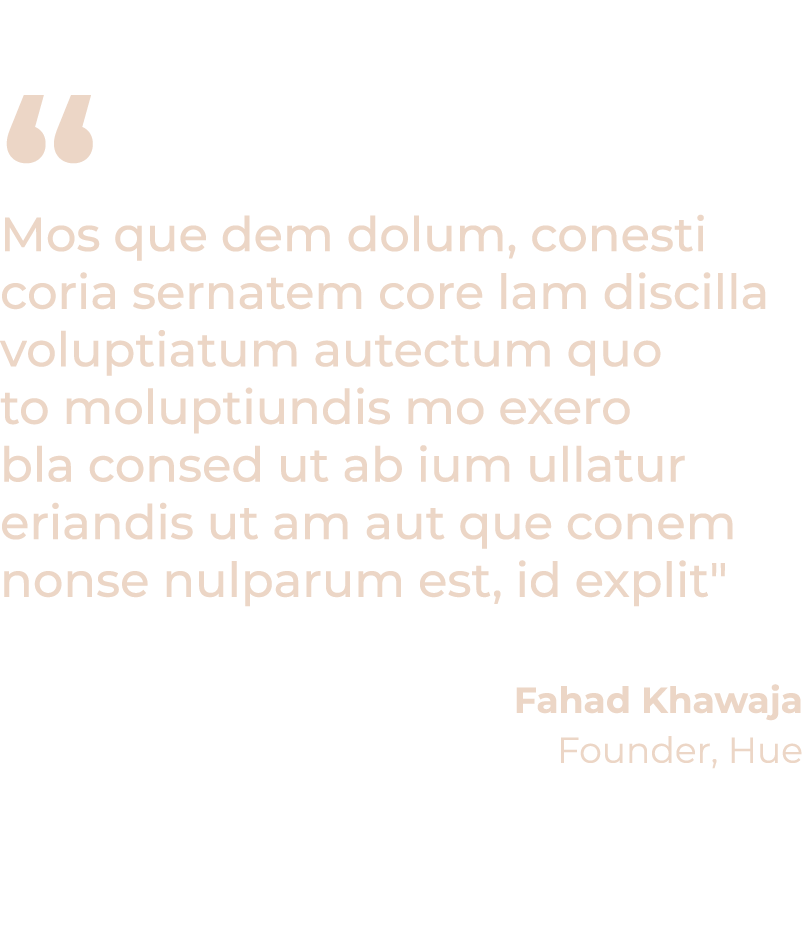 “
Mos que dem dolum, conesti
coria sernatem core lam discilla
voluptiatum autectum quo
to moluptiundis mo exero
bla consed ut ab ium ullatur
eriandis ut am aut que conem
nonse nulparum est, id explit"
Fahad Khawaja
Founder, Hue